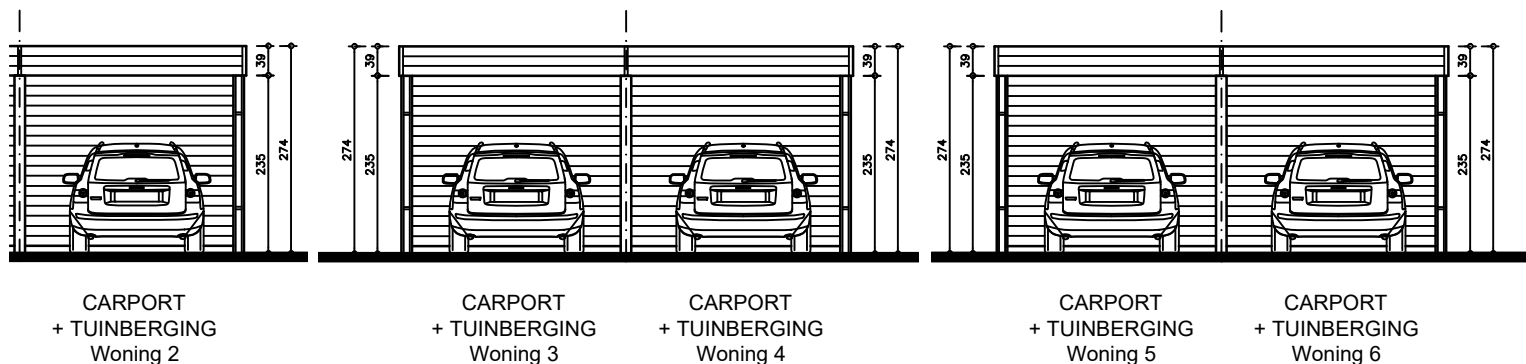 39
235
274
274
39
235
39
235
274
274
39
235
39
235
274
CARPORT
+ TUINBERGING
Woning 2
CARPORT
+ TUINBERGING
Woning 3
CARPORT
+ TUINBERGING
Woning 4
CARPORT
+ TUINBERGING
Woning 5
CARPORT
+ TUINBERGING
Woning 6